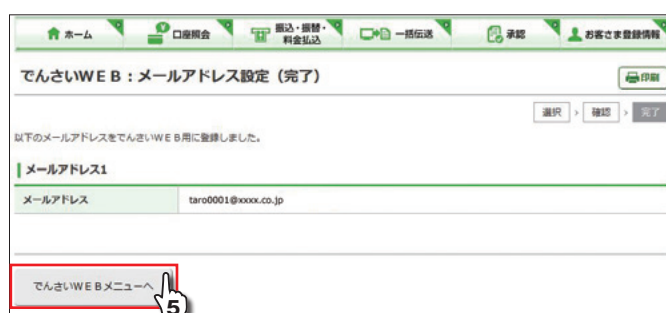 ホーム
口座照会
振込・振替・
料金払込
一括伝送
承認
お客さま登録情報
でんさいＷＥＢ：メールアドレス設定（完了）
印刷
選択 > 確認 > 完了
以下のメールアドレスをでんさいＷＥＢ用に登録しました。
メールアドレス1
メールアドレス taro0001@xxxx.co.jp
でんさいＷＥＢメニューへ
5